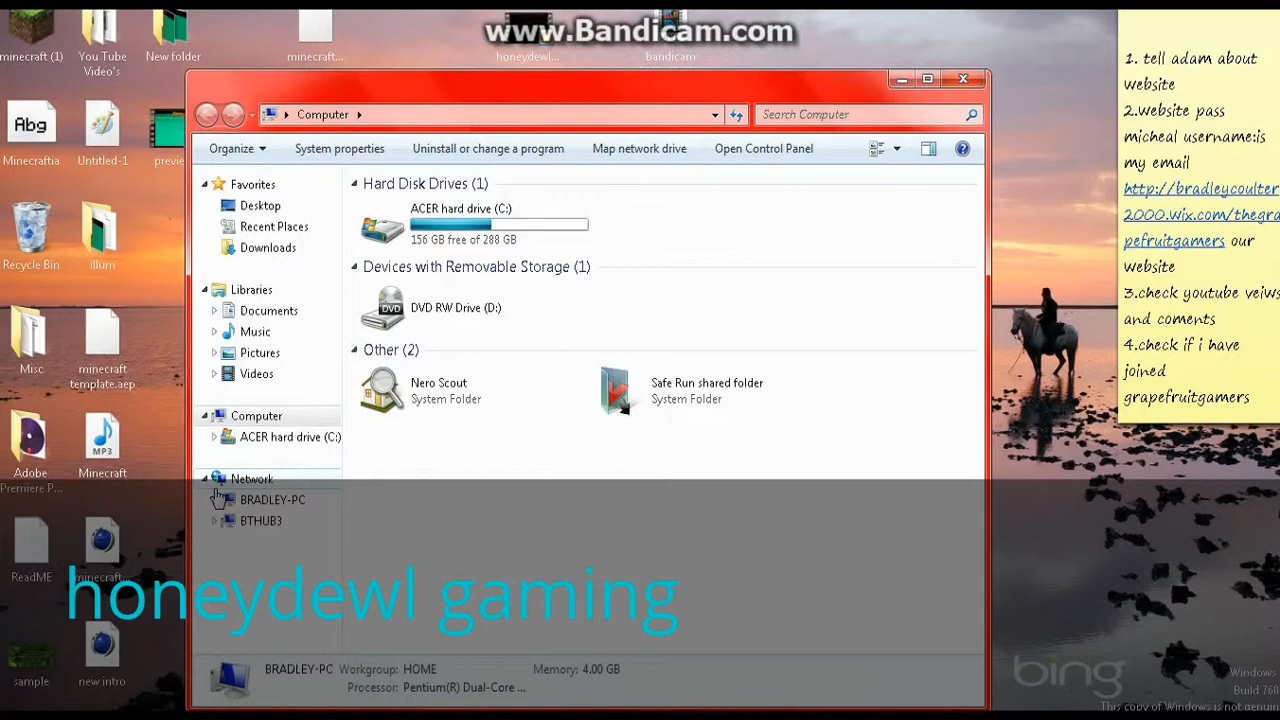 www.Bandicam.com
minecraft (1)
You Tube
Video's
New folder
minecraft...
honeydewl...
bandicam
Abg
Minecraftia
Untitled-1
previe
Recycle Bin
illum
Misc
minecraft
template.aep
Adobe
Premiere P...
MP3
Minecraft
ReadME
minecraft...
sample
new intro
Computer
Search Computer
Organize
System properties
Uninstall or change a program
Map network drive
Open Control Panel
Favorites
Desktop
Recent Places
Downloads
Libraries
Documents
Music
Pictures
Videos
Computer
ACER hard drive (C:)
Network
BRADLEY-PC
BTHUB3
Hard Disk Drives (1)
ACER hard drive (C:)
156 GB free of 288 GB
Devices with Removable Storage (1)
DVD
DVD RW Drive (D:)
Other (2)
Nero Scout
System Folder
Safe Run shared folder
System Folder
honeydewl gaming
BRADLEY-PC Workgroup: HOME Memory: 4.00 GB
Processor: Pentium(R) Dual-Core ...
1. tell adam about
website
2.website pass
micheal username:is
my email
http://bradleycoulter
2000.wix.com/thegra
pefruitgamers our
website
3.check youtube veiws
and coments
4.check if i have
joined
grapefruitgamers
bing
Windows
Build 760
This copy of Windows is not genuin